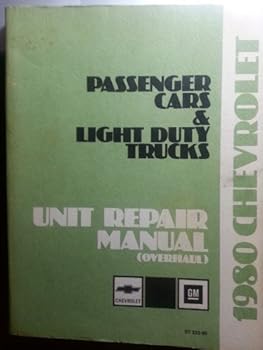 PASSENGER
CARS
&
LIGHT DUTY
TRUCKS
UNIT REPAIR
MANUAL
(OVERHAUL)
CHEVROLET
GM
1980 CHEVROLET